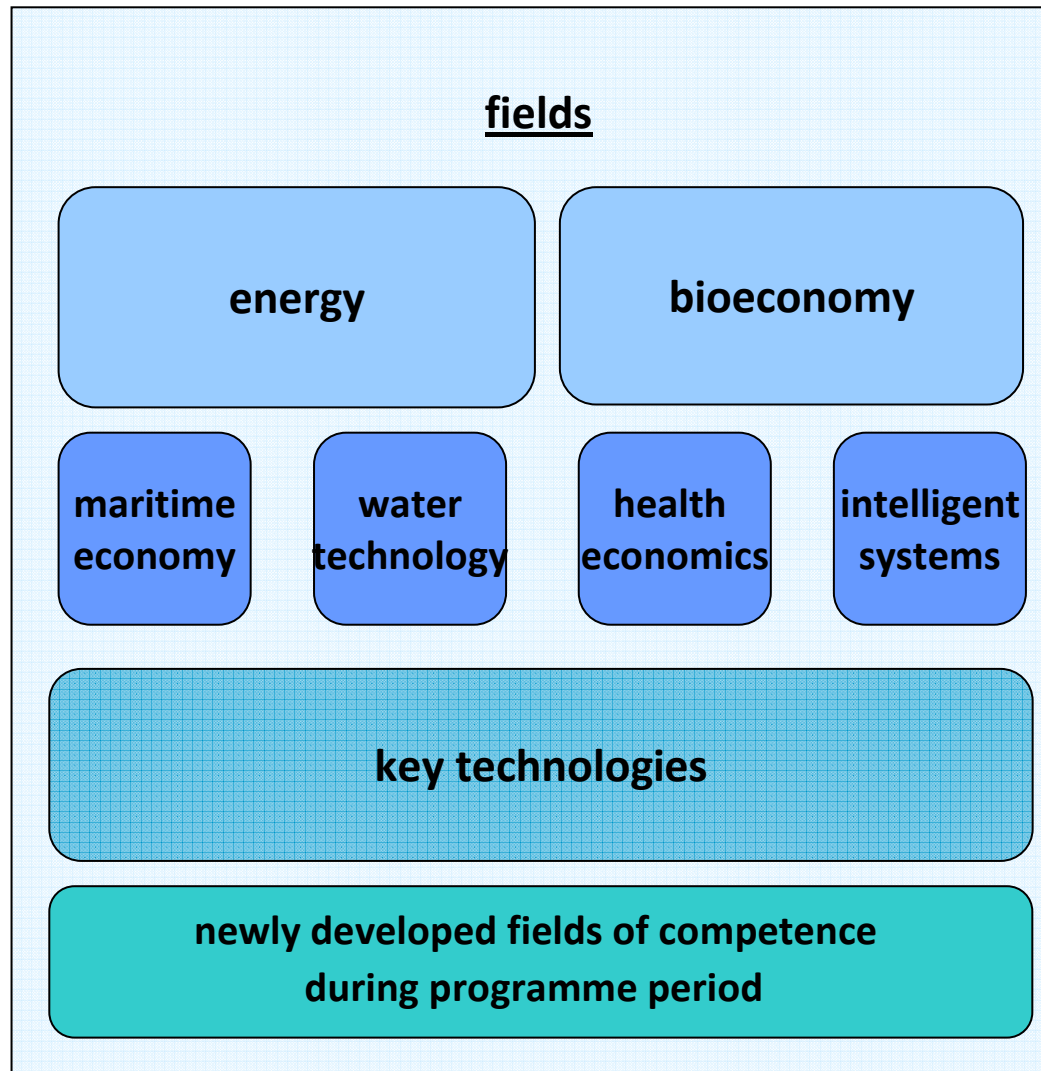 fields
energy
bioeconomy
maritime
economy
water
technology
health
economics
intelligent
systems
key technologies
newly developed fields of competence
during programme period